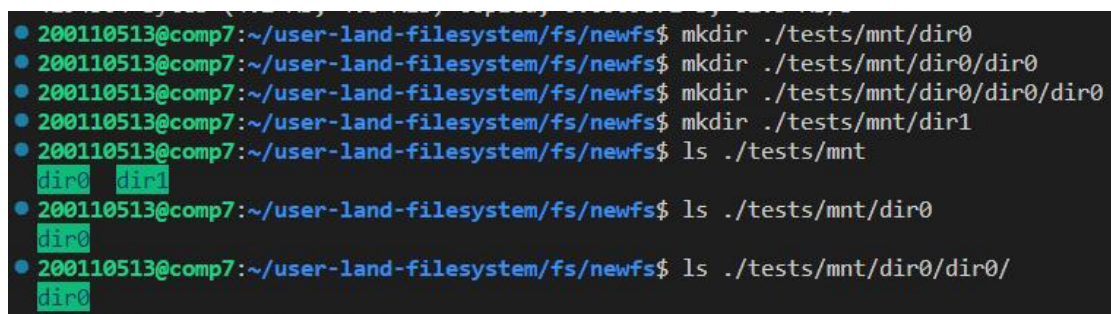 200110513@comp7:~/user-land-filesystem/fs/newfs$ mkdir ./tests/mnt/dir0
200110513@comp7:~/user-land-filesystem/fs/newfs$ mkdir ./tests/mnt/dir0/dir0
200110513@comp7:~/user-land-filesystem/fs/newfs$ mkdir ./tests/mnt/dir0/dir0/dir0
200110513@comp7:~/user-land-filesystem/fs/newfs$ mkdir ./tests/mnt/dir1
200110513@comp7:~/user-land-filesystem/fs/newfs$ ls ./tests/mnt
dir0 dir1
200110513@comp7:~/user-land-filesystem/fs/newfs$ ls ./tests/mnt/dir0
dir0
200110513@comp7:~/user-land-filesystem/fs/newfs$ ls ./tests/mnt/dir0/dir0/
dir0